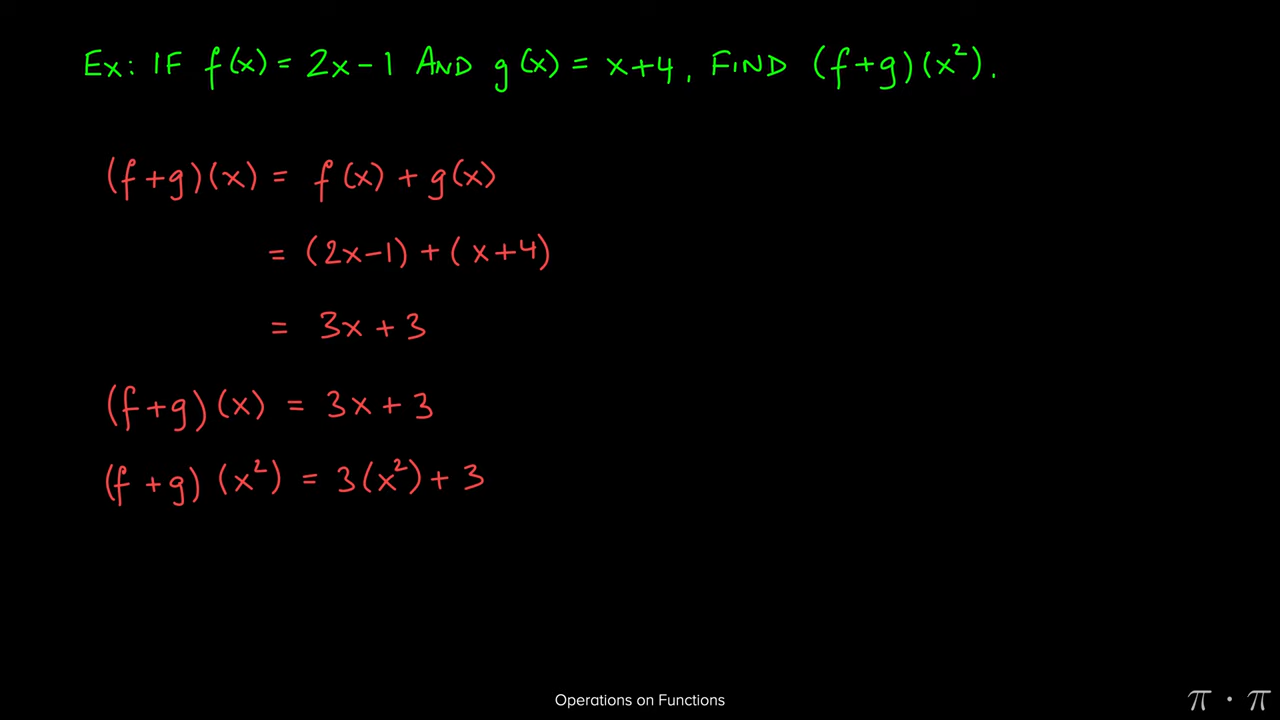 Ex: IF f(x) = 2x - 1 AND g(x) = x + 4, FIND (f+g)(x²).
(f+g)(x) = f(x) + g(x)
= (2x-1) + (x+4)
= 3x + 3
(f+g)(x) = 3x + 3
(f+g)(x²) = 3(x²) + 3
Operations on Functions
π · π